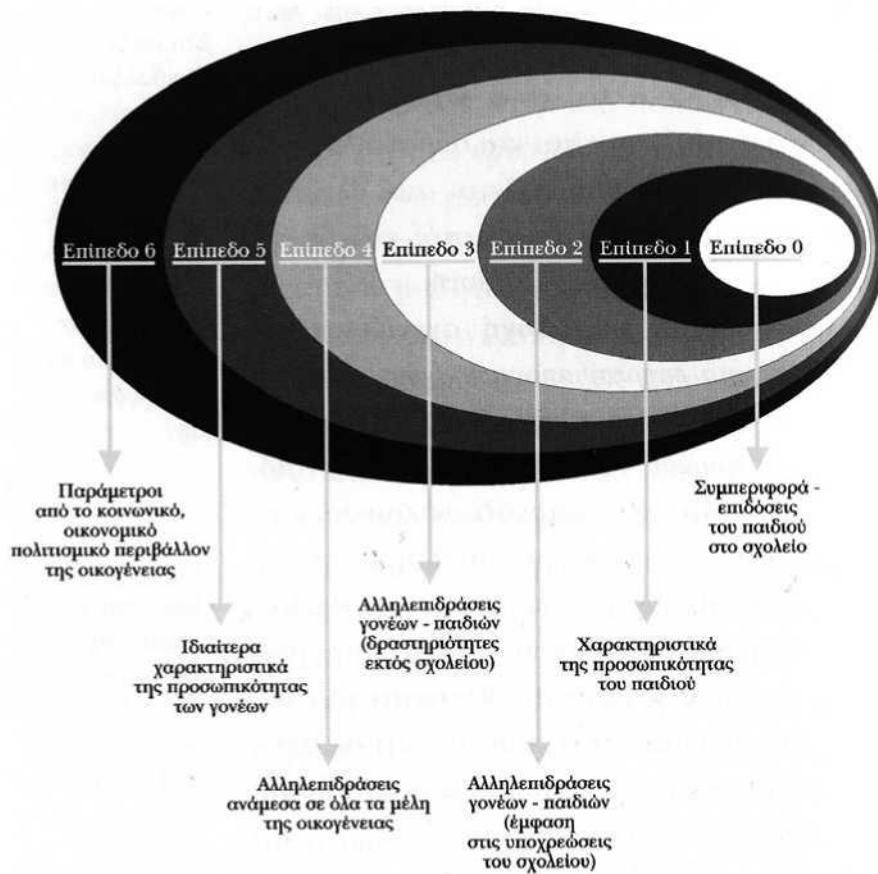 Επίπεδο 6 Επίπεδο 5 Επίπεδο 4 Επίπεδο 3 Επίπεδο 2 Επίπεδο 1 Επίπεδο 0
Παράμετροι
από το κοινωνικό,
οικονομικό
πολιτισμικό περιβάλλον
της οικογένειας
Ιδιαίτερα
χαρακτηριστικά
της προσωπικότητας
των γονέων
Αλληλεπιδράσεις
ανάμεσα σε όλα τα μέλη
της οικογένειας
Αλληλεπιδράσεις
γονέων - παιδιών
(δραστηριότητες
εκτός σχολείου)
Αλληλεπιδράσεις
γονέων - παιδιών
(έμφαση
στις υποχρεώσεις
του σχολείου)
Χαρακτηριστικά
της προσωπικότητας
του παιδιού
Συμπεριφορά -
επιδόσεις
του παιδιού
στο σχολείο